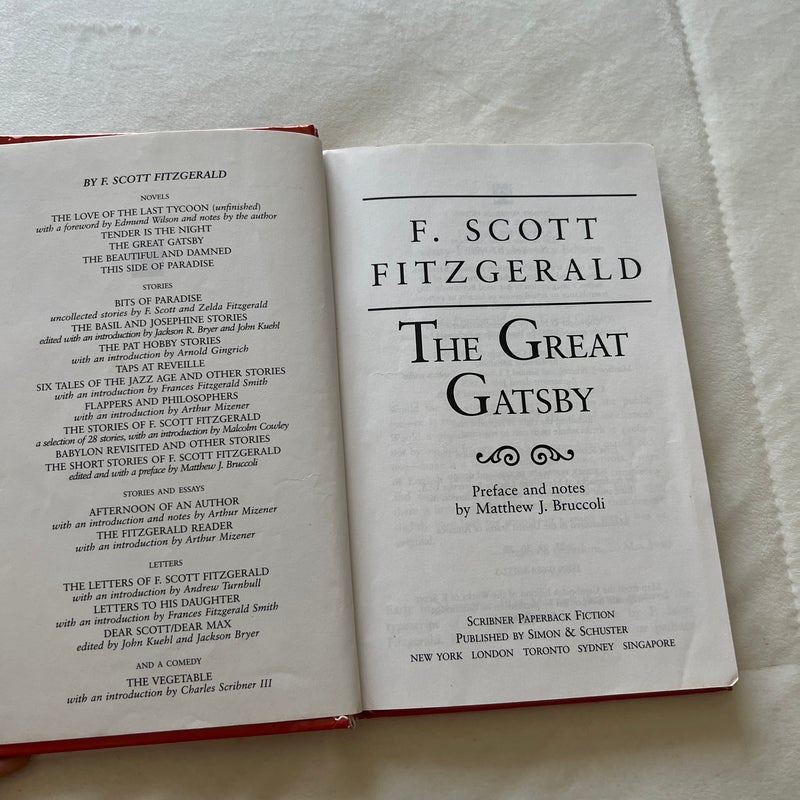 BY F. SCOTT FITZGERALD
NOVELS
THE LOVE OF THE LAST TYCOON (unfinished)
with a foreword by Edmund Wilson and notes by the author
TENDER IS THE NIGHT
THE GREAT GATSBY
THE BEAUTIFUL AND DAMNED
THIS SIDE OF PARADISE
STORIES
BITS OF PARADISE
uncollected stories by F. Scott and Zelda Fitzgerald
THE BASIL AND JOSEPHINE STORIES
edited with an introduction by Jackson R. Bryer and John Kuehl
THE PAT HOBBY STORIES
with an introduction by Arnold Gingrich
TAPS AT REVEILLE
SIX TALES OF THE JAZZ AGE AND OTHER STORIES
with an introduction by Frances Fitzgerald Smith
FLAPPERS AND PHILOSOPHERS
with an introduction by Arthur Mizener
THE STORIES OF F. SCOTT FITZGERALD
a selection of 28 stories, with an introduction by Malcolm Cowley
BABYLON REVISITED AND OTHER STORIES
THE SHORT STORIES OF F. SCOTT FITZGERALD
edited and with a preface by Matthew J. Bruccoli
STORIES AND ESSAYS
AFTERNOON OF AN AUTHOR
with an introduction and notes by Arthur Mizener
THE FITZGERALD READER
with an introduction by Arthur Mizener
LETTERS
THE LETTERS OF F. SCOTT FITZGERALD
with an introduction by Andrew Turnbull
LETTERS TO HIS DAUGHTER
with an introduction by Frances Fitzgerald Smith
DEAR SCOTT/DEAR MAX
edited by John Kuehl and Jackson Bryer
AND A COMEDY
THE VEGETABLE
with an introduction by Charles Scribner III
F. SCOTT
FITZGERALD
THE GREAT
GATSBY
Preface and notes
by Matthew J. Bruccoli
SCRIBNER PAPERBACK FICTION
PUBLISHED BY SIMON & SCHUSTER
NEW YORK LONDON TORONTO SYDNEY SINGAPORE